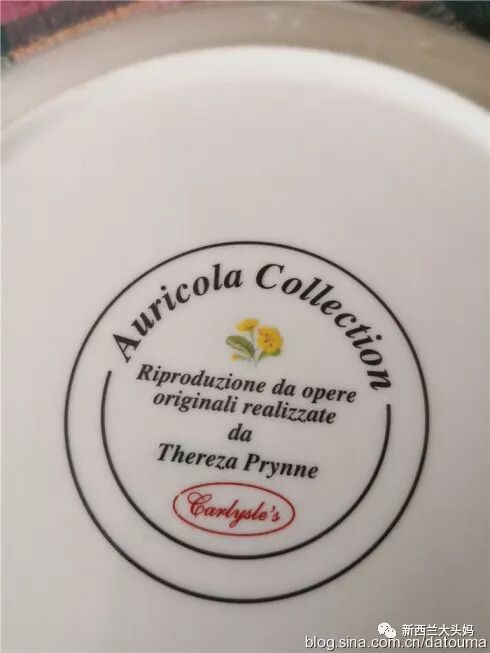 Auricola Collection
Riproduzione da opere
originali realizzate
da
Thereza Prynne
Carlysle's
新西兰大头妈
blog.sina.com.cn/datouma